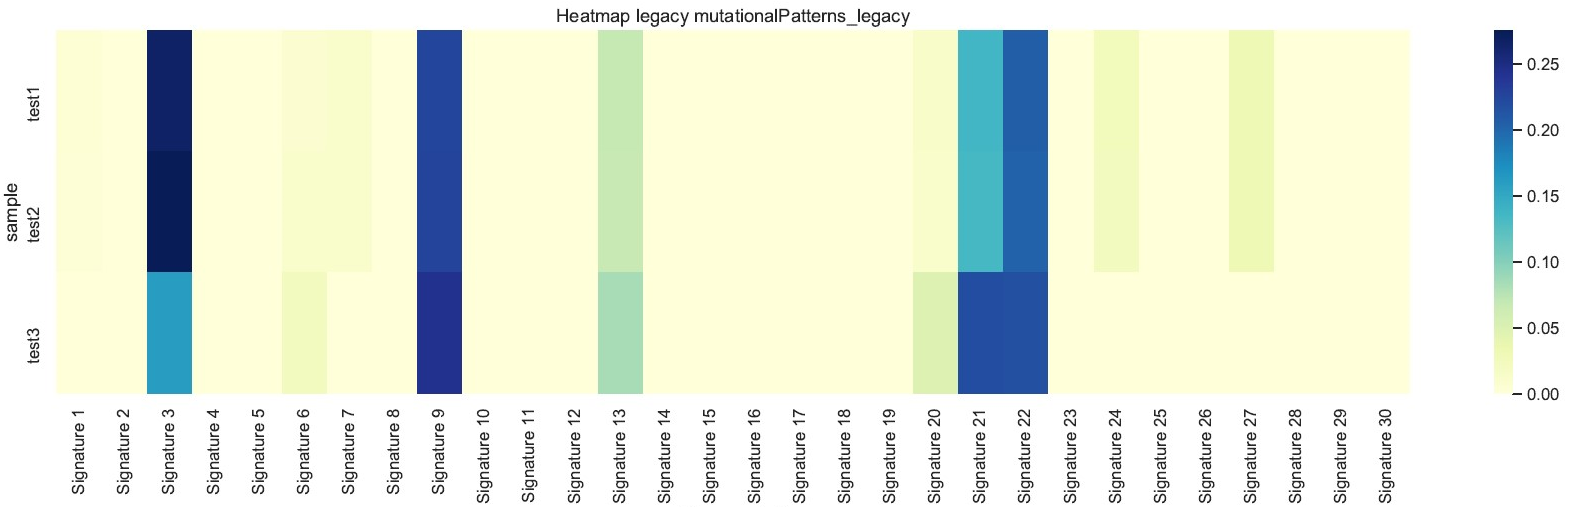 Heatmap legacy mutationalPatterns_legacy
sample
test1
test2
test3
Signature 1
Signature 2
Signature 3
Signature 4
Signature 5
Signature 6
Signature 7
Signature 8
Signature 9
Signature 10
Signature 11
Signature 12
Signature 13
Signature 14
Signature 15
Signature 16
Signature 17
Signature 18
Signature 19
Signature 20
Signature 21
Signature 22
Signature 23
Signature 24
Signature 25
Signature 26
Signature 27
Signature 28
Signature 29
Signature 30
0.25
0.20
0.15
0.10
0.05
0.00